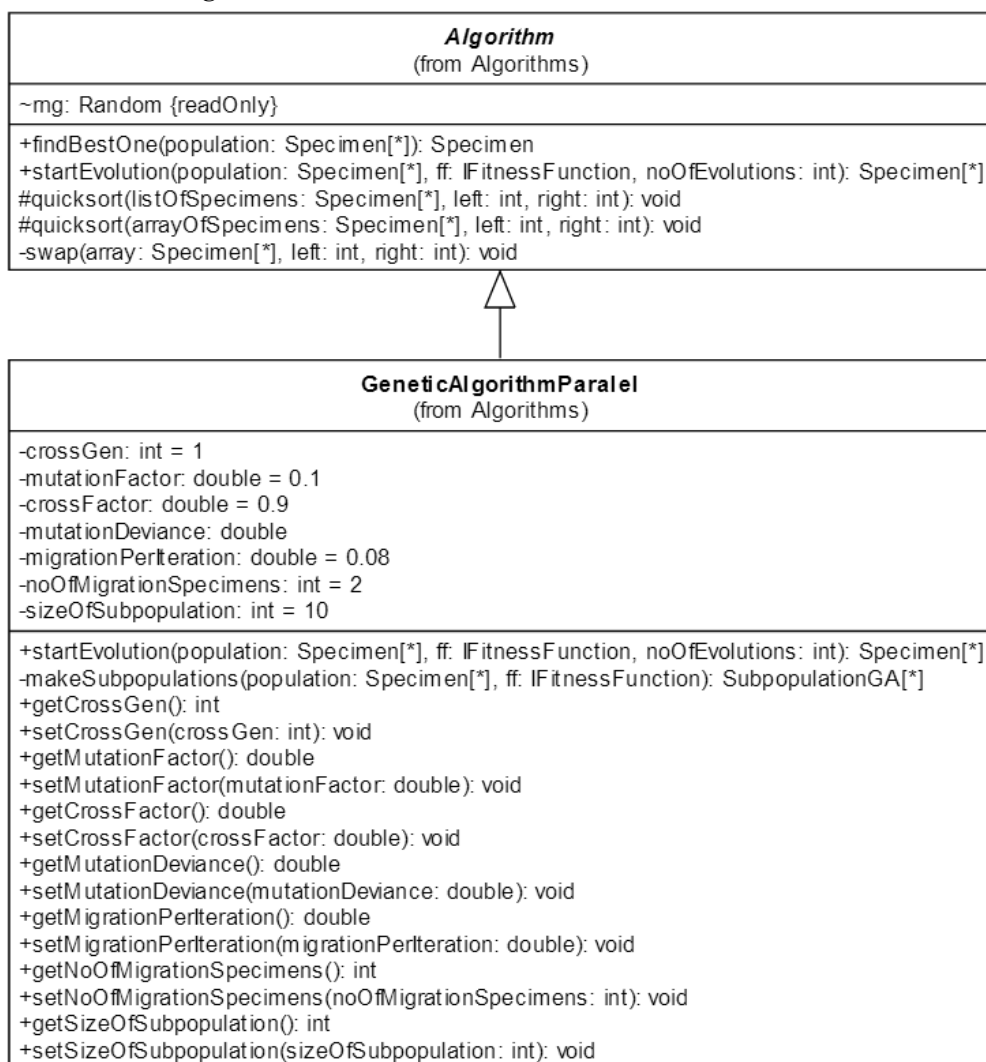 Algorithm
(from Algorithms)
~rng: Random {readOnly}
+findBestOne(population: Specimen[*]): Specimen
+startEvolution(population: Specimen[*], ff: IFitnessFunction, noOfEvolutions: int): Specimen[*]
#quicksort(listOfSpecimens: Specimen[*], left: int, right: int): void
#quicksort(arrayOfSpecimens: Specimen[*], left: int, right: int): void
-swap(array: Specimen[*], left: int, right: int): void
GeneticAlgorithmParalel
(from Algorithms)
-crossGen: int = 1
-mutationFactor: double = 0.1
-crossFactor: double = 0.9
-mutationDeviance: double
-migrationPerIteration: double = 0.08
-noOfMigrationSpecimens: int = 2
-sizeOfSubpopulation: int = 10
+startEvolution(population: Specimen[*], ff: IFitnessFunction, noOfEvolutions: int): Specimen[*]
-makeSubpopulations(population: Specimen[*], ff: IFitnessFunction): SubpopulationGA[*]
+getCrossGen(): int
+setCrossGen(crossGen: int): void
+getMutationFactor(): double
+setMutationFactor(mutationFactor: double): void
+getCrossFactor(): double
+setCrossFactor(crossFactor: double): void
+getMutationDeviance(): double
+setMutationDeviance(mutationDeviance: double): void
+getMigrationPerIteration(): double
+setMigrationPerIteration(migrationPerIteration: double): void
+getNoOfMigrationSpecimens(): int
+setNoOfMigrationSpecimens(noOfMigrationSpecimens: int): void
+getSizeOfSubpopulation(): int
+setSizeOfSubpopulation(sizeOfSubpopulation: int): void